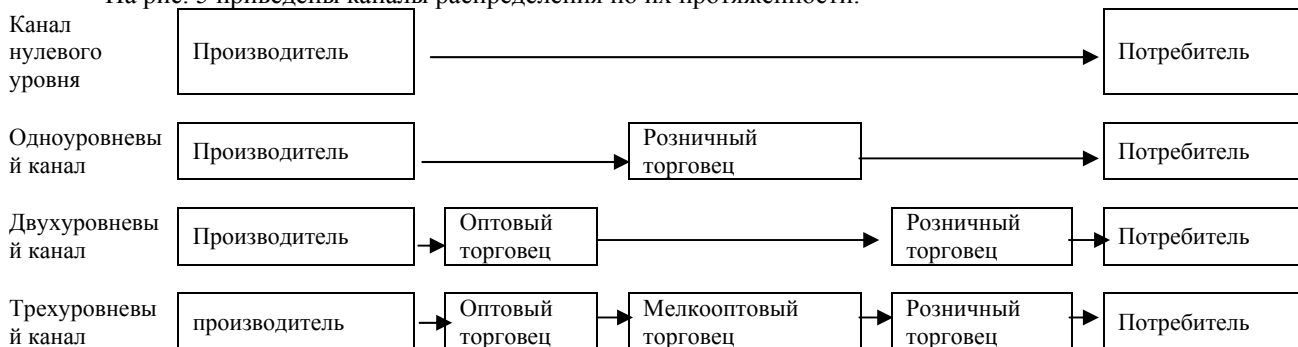 На рис. 5 приведены каналы распределения по их протяженности.
Канал
нулевого
уровня
Производитель
Потребитель
Одноуровневы
й канал
Производитель
Розничный
торговец
Потребитель
Двухуровневы
й канал
Производитель
Оптовый
торговец
Розничный
торговец
Потребитель
Трехуровневы
й канал
производитель
Оптовый
торговец
Мелкооптовый
торговец
Розничный
торговец
Потребитель